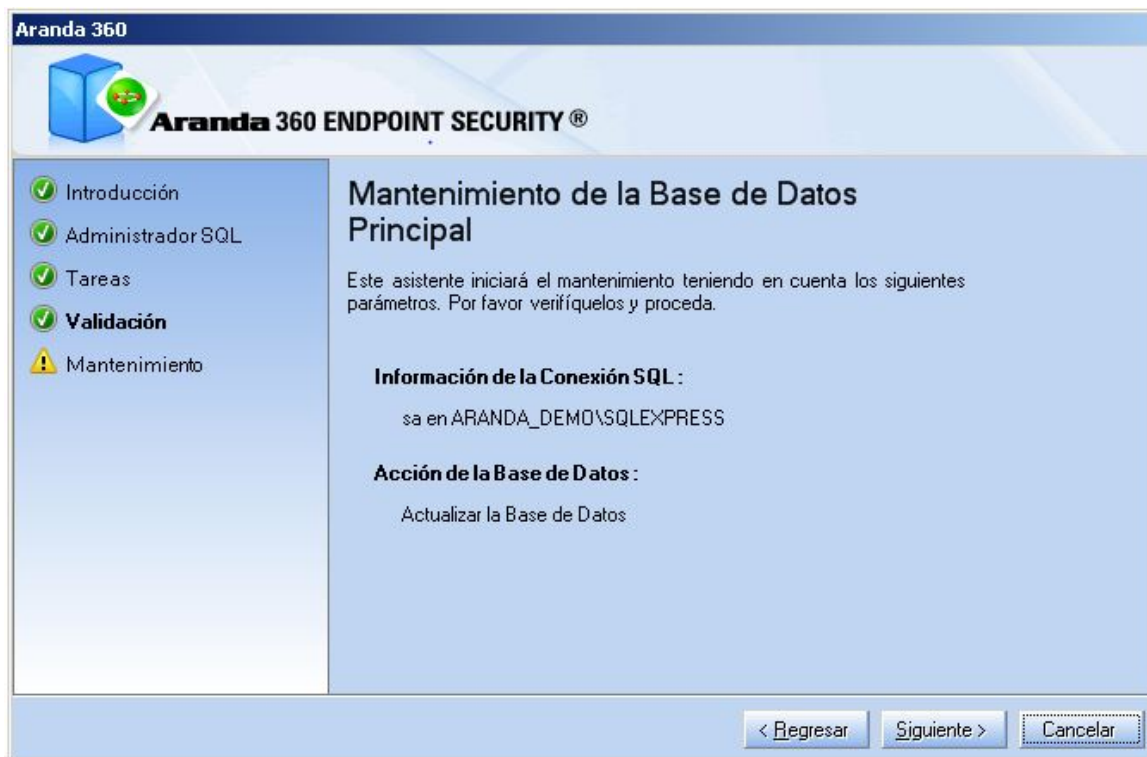 Aranda 360
Aranda 360 ENDPOINT SECURITY ®
Introducción
Administrador SQL
Tareas
Validación
Mantenimiento
Mantenimiento de la Base de Datos
Principal
Este asistente iniciará el mantenimiento teniendo en cuenta los siguientes
parámetros. Por favor verifíquelos y proceda.
Información de la Conexión SQL :
sa en ARANDA_DEMO\SQLEXPRESS
Acción de la Base de Datos :
Actualizar la Base de Datos
< Regresar
Siguiente >
Cancelar